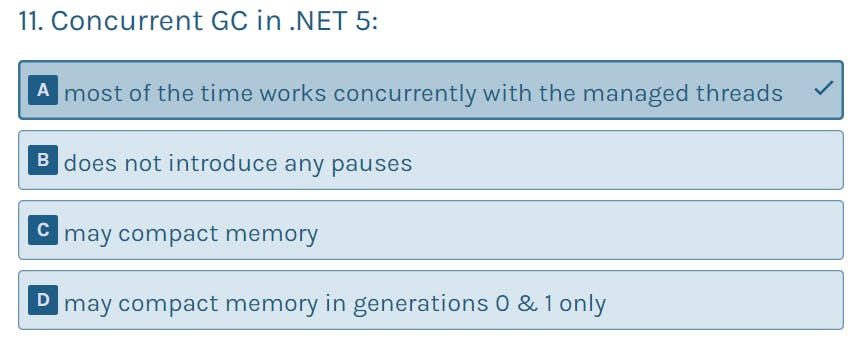 11. Concurrent GC in .NET 5:
A most of the time works concurrently with the managed threads
B does not introduce any pauses
C may compact memory
D may compact memory in generations 0 & 1 only